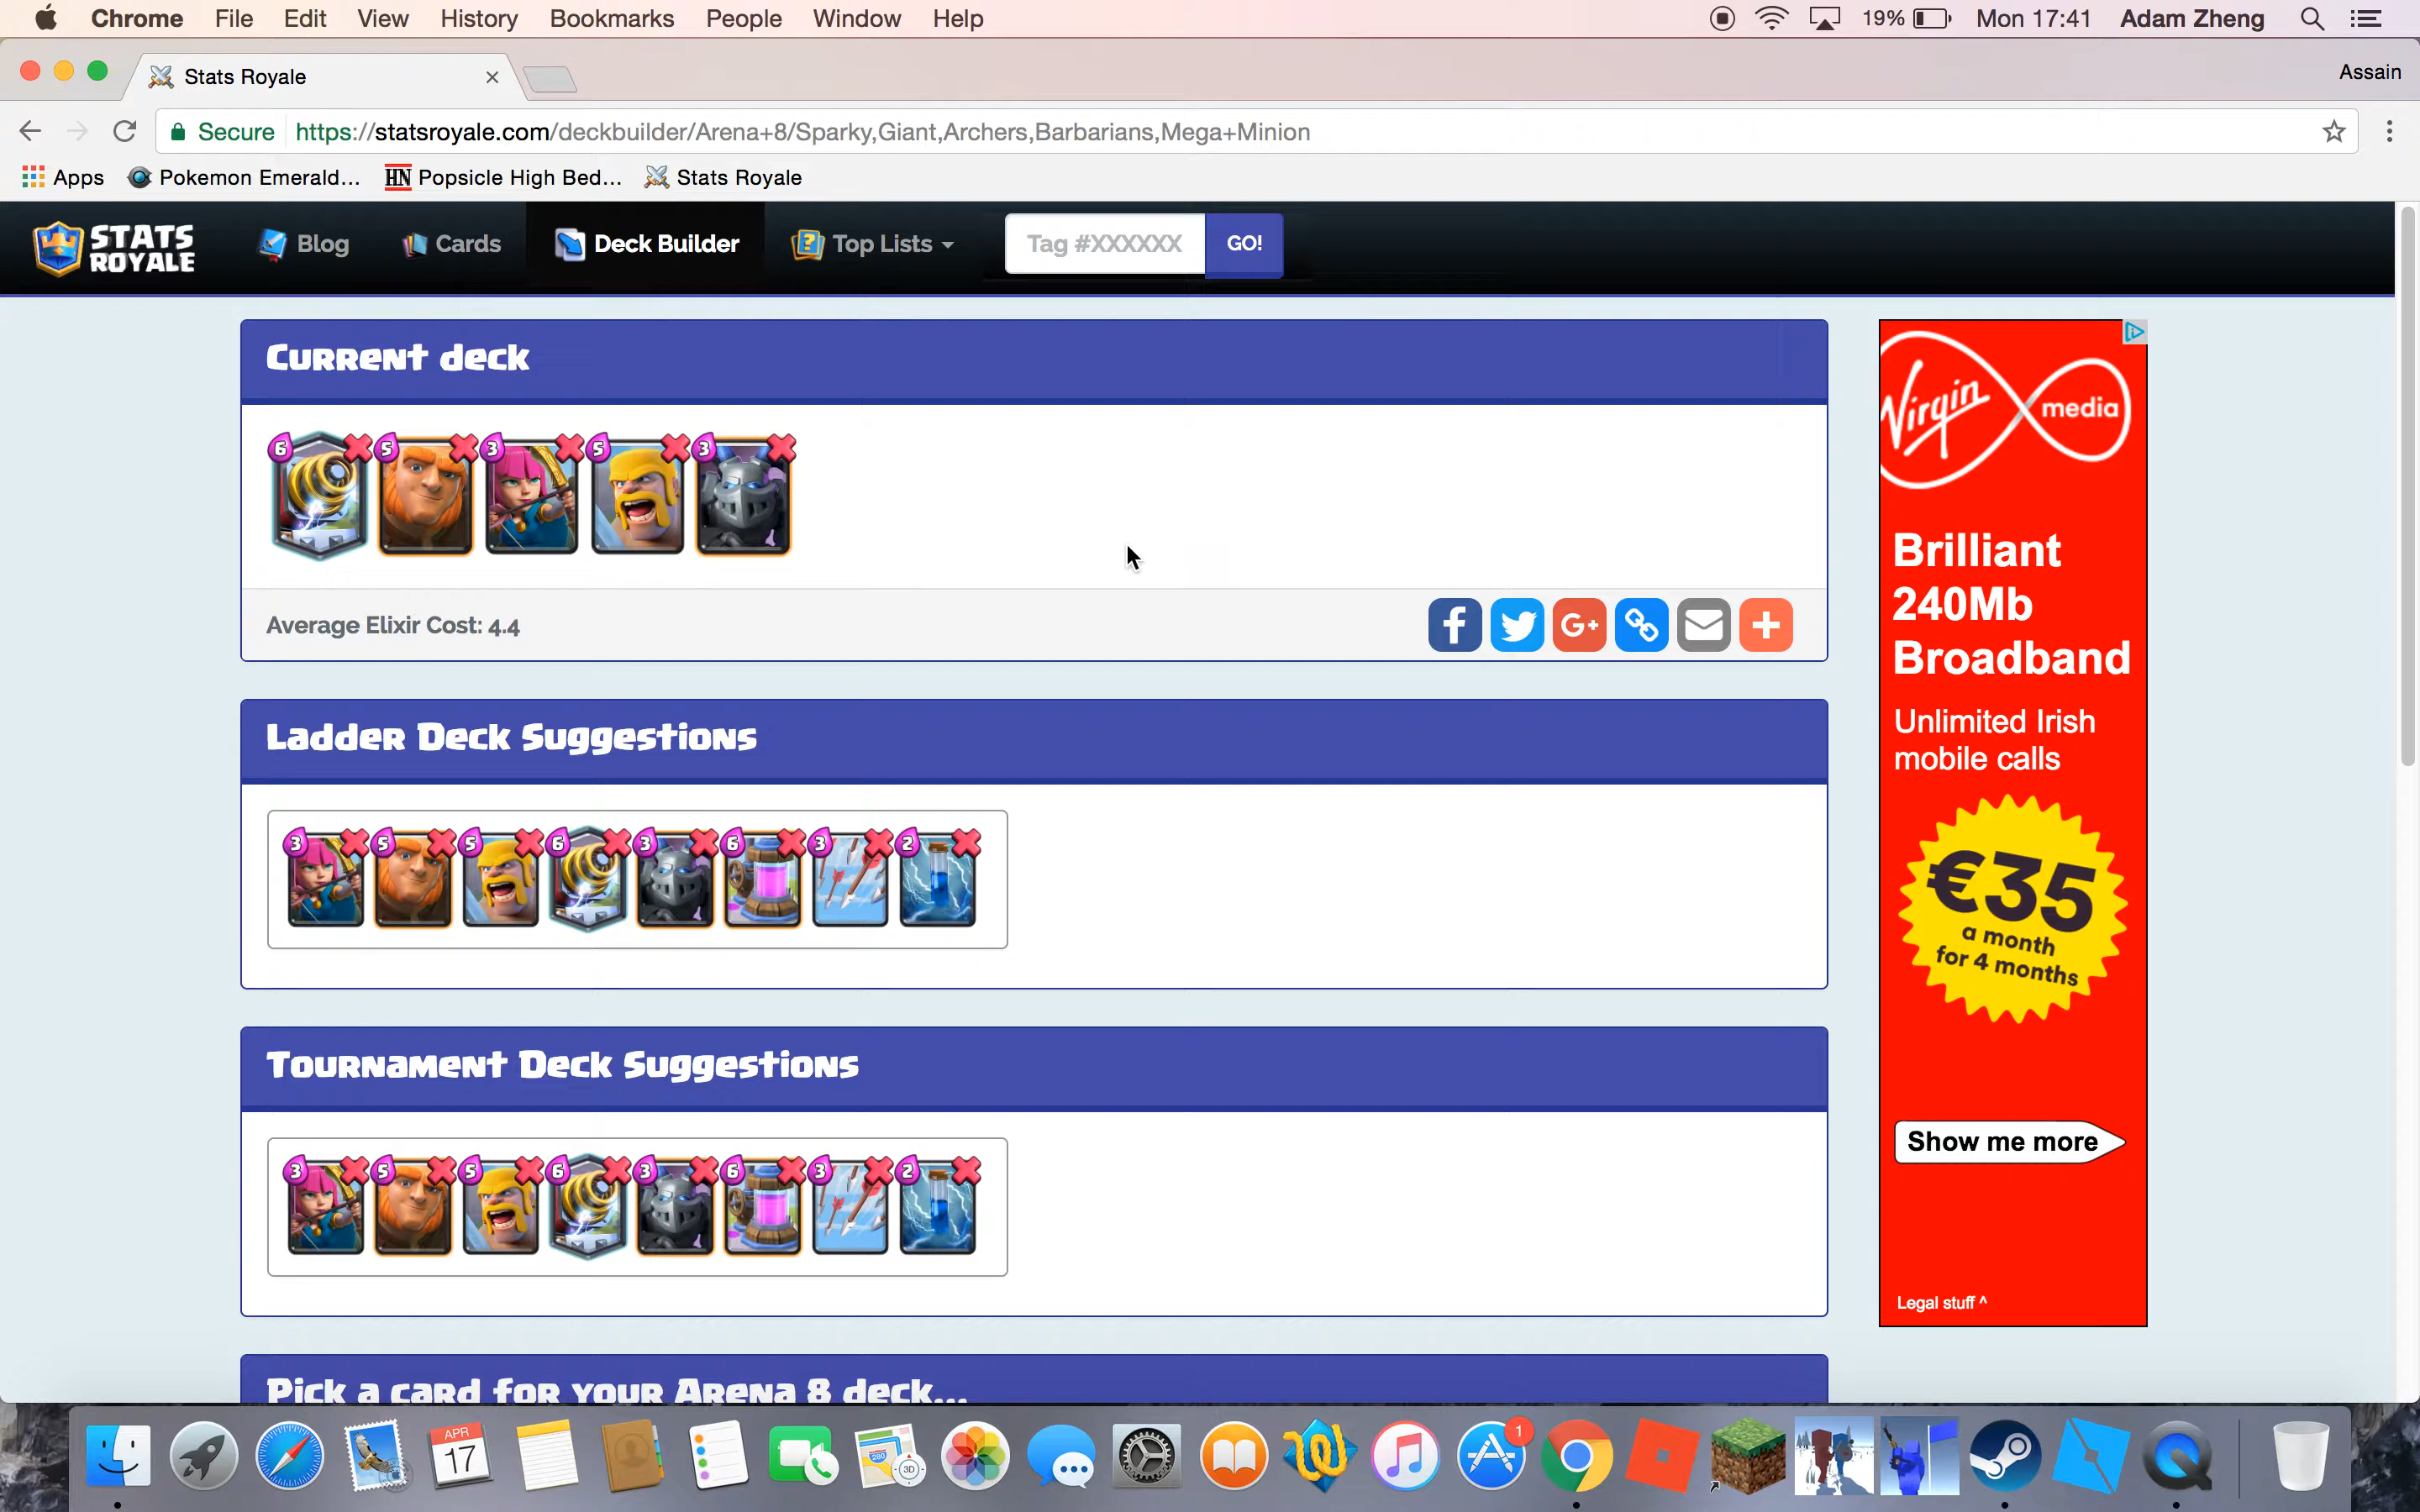 Chrome File Edit View History Bookmarks People Window Help 19% Mon 17:41 Adam Zheng
Stats Royale Assain
Secure https://statsroyale.com/deckbuilder/Arena+8/Sparky,Giant,Archers,Barbarians,Mega+Minion
Apps Pokemon Emerald... HN Popsicle High Bed... Stats Royale
STATS ROYALE Blog Cards Deck Builder Top Lists Tag #XXXXXX GO!
Current deck
6 5 3 5 3
Average Elixir Cost: 4.4
Ladder Deck Suggestions
3 5 5 6 3 6 3 2
Tournament Deck Suggestions
3 5 5 6 3 6 3 2
Pick a card for your Arena 8 deck...
Virgin media
Brilliant
240Mb
Broadband
Unlimited Irish
mobile calls
€35
a month
for 4 months
Show me more
Legal stuff ^
APR
17
280
3D
1